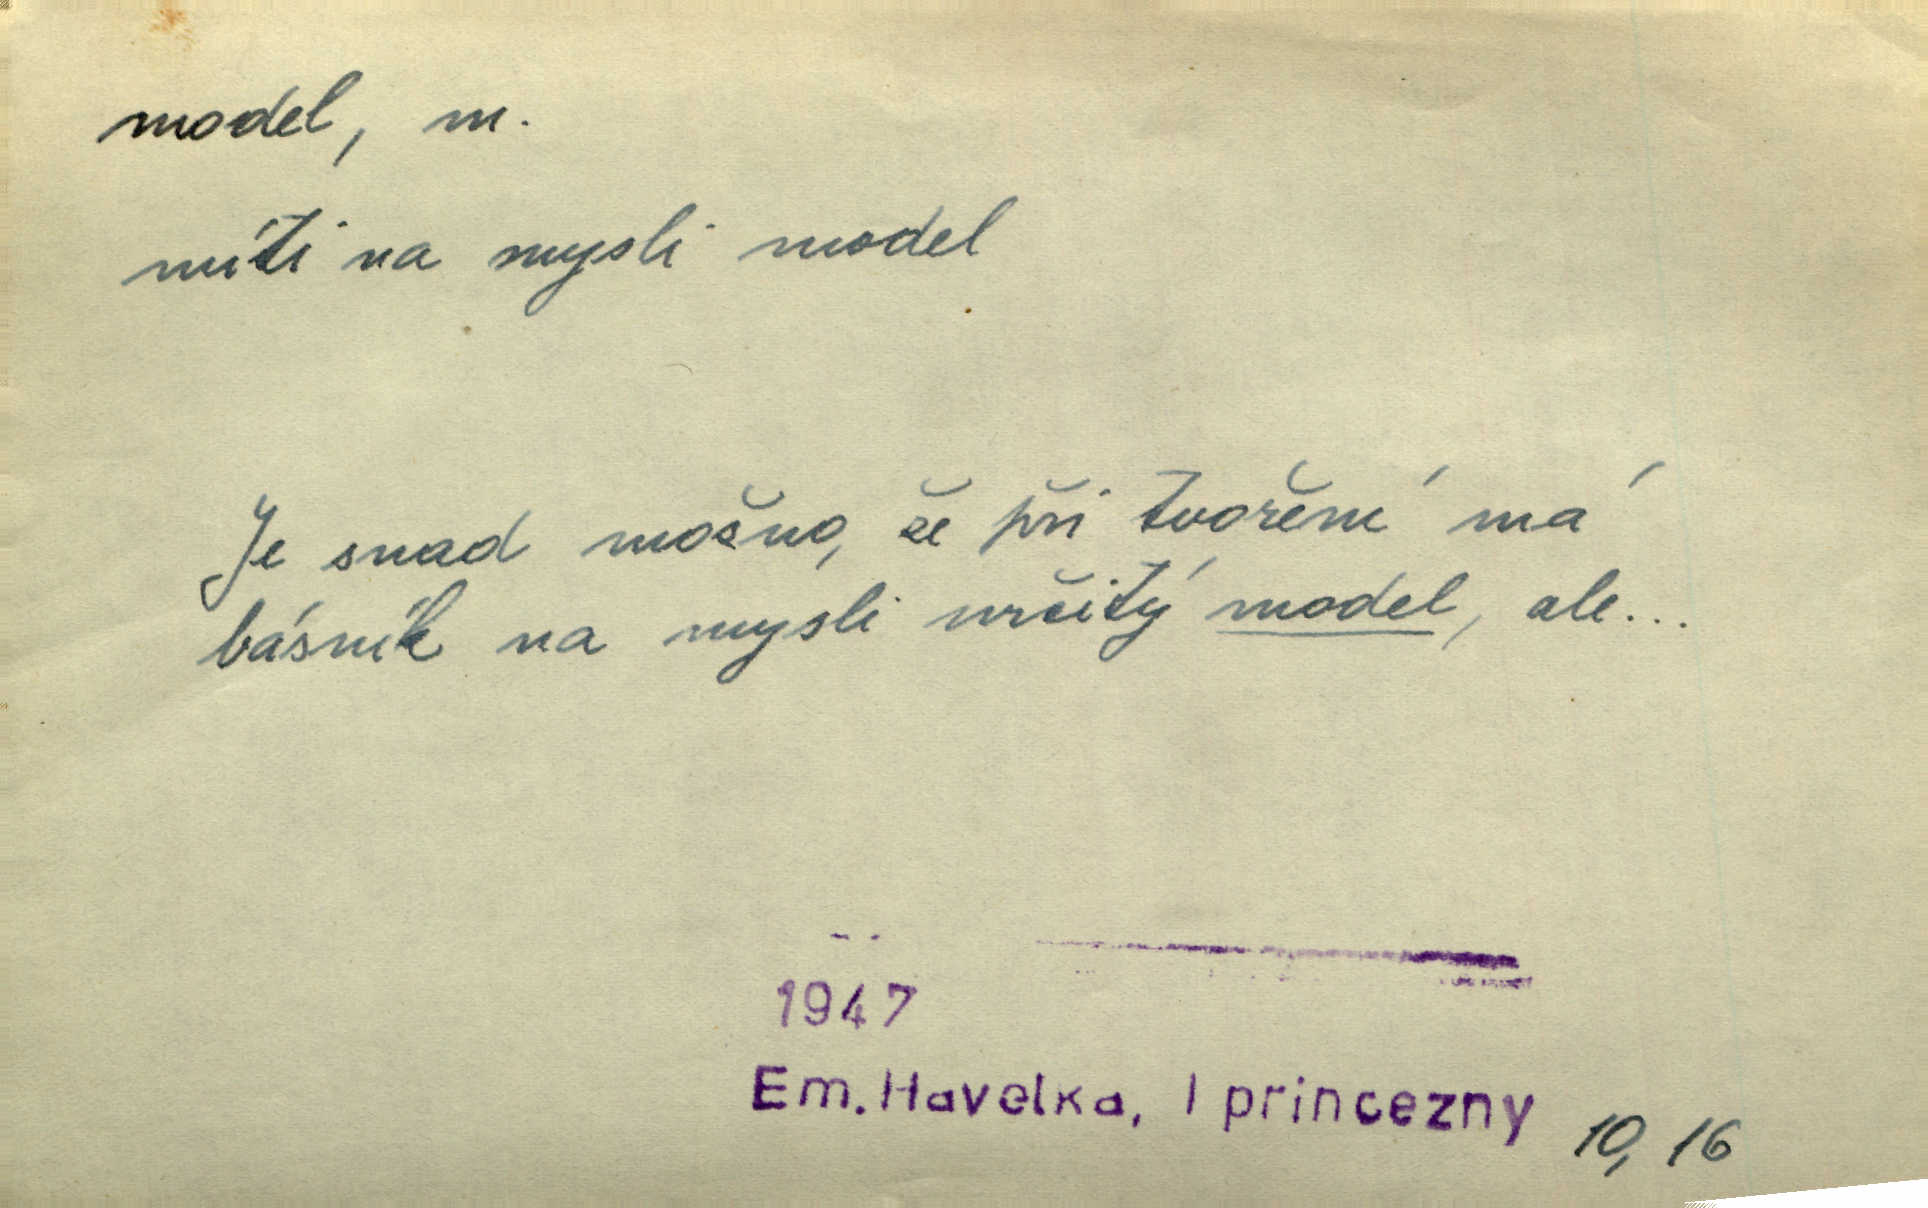 model, m.
míti na mysli model
Je snad možno, že při tvoření má
básník na mysli určitý model, ale...
1947
Em. Havelka, I princezny
10, 16